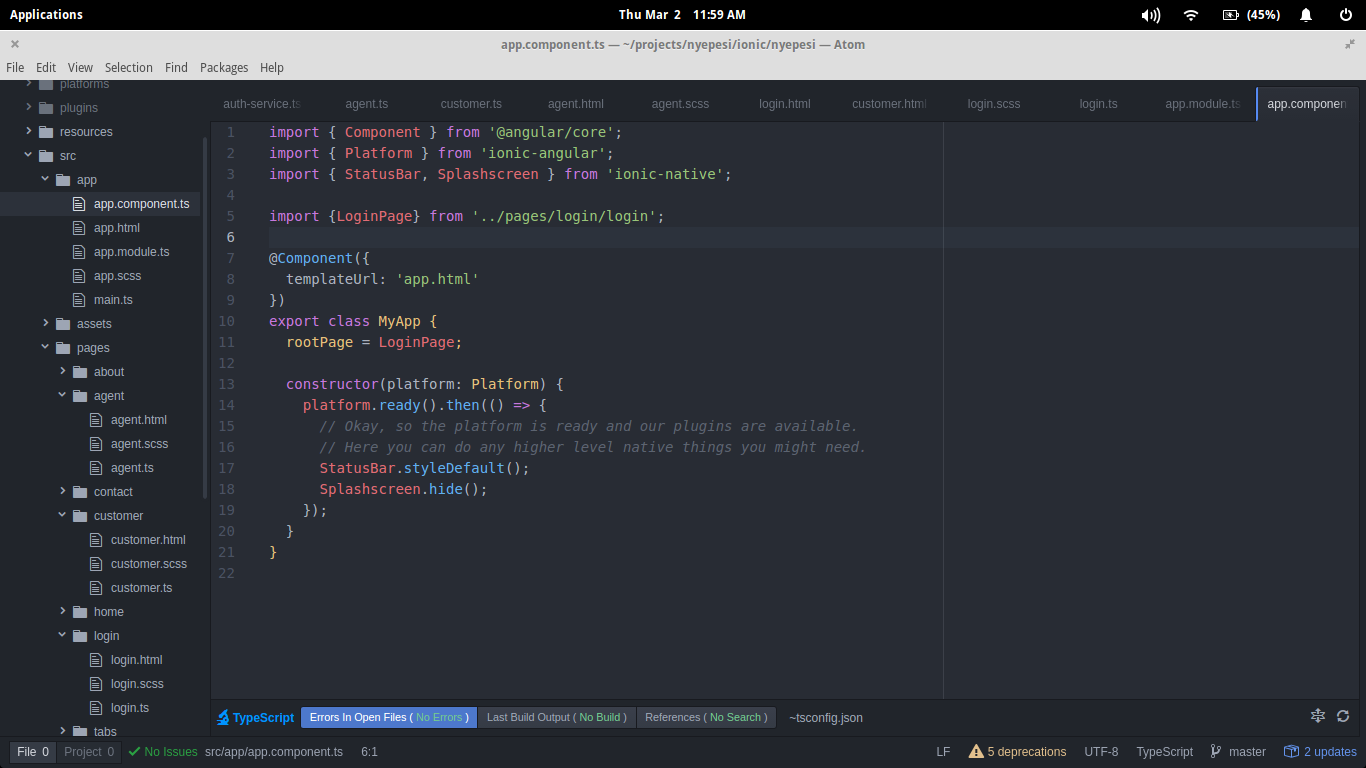 Applications
Thu Mar 2 11:59 AM
(45%)
app.component.ts — ~/projects/nyepesi/ionic/nyepesi — Atom
File Edit View Selection Find Packages Help
platforms
plugins
resources
src
app
app.component.ts
app.html
app.module.ts
app.scss
main.ts
assets
pages
about
agent
agent.html
agent.scss
agent.ts
contact
customer
customer.html
customer.scss
customer.ts
home
login
login.html
login.scss
login.ts
tabs
auth-service.ts agent.ts customer.ts agent.html agent.scss login.html customer.html login.scss login.ts app.module.ts app.componen
1 import { Component } from '@angular/core';
2 import { Platform } from 'ionic-angular';
3 import { StatusBar, Splashscreen } from 'ionic-native';
4
5 import {LoginPage} from '../pages/login/login';
6
7 @Component({
8 templateUrl: 'app.html'
9 })
10 export class MyApp {
11 rootPage = LoginPage;
12
13 constructor(platform: Platform) {
14 platform.ready().then(() => {
15 // Okay, so the platform is ready and our plugins are available.
16 // Here you can do any higher level native things you might need.
17 StatusBar.styleDefault();
18 Splashscreen.hide();
19 });
20 }
21 }
22
TypeScript Errors In Open Files ( No Errors ) Last Build Output ( No Build ) References ( No Search ) ~tsconfig.json
File 0 Project 0 No Issues src/app/app.component.ts 6:1 LF 5 deprecations UTF-8 TypeScript master 2 updates